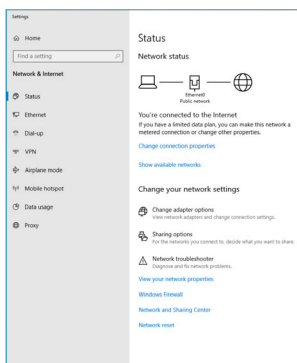 Settings
Home
Find a setting
Network & Internet
Status
Ethernet
Dial-up
VPN
Airplane mode
Mobile hotspot
Data usage
Proxy
Status
Network status
Ethernet0
Public network
You're connected to the Internet
If you have a limited data plan, you can make this network a
metered connection or change other properties.
Change connection properties
Show available networks
Change your network settings
Change adapter options
View network adapters and change connection settings.
Sharing options
For the networks you connect to, decide what you want to share.
Network troubleshooter
Diagnose and fix network problems.
View your network properties
Windows Firewall
Network and Sharing Center
Network reset